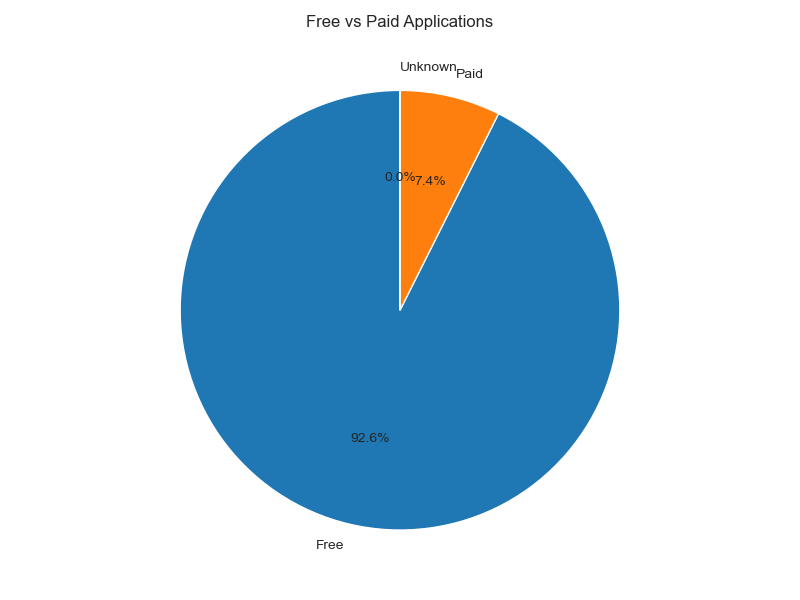 Free vs Paid Applications
Unknown
Paid
0.0%
7.4%
92.6%
Free